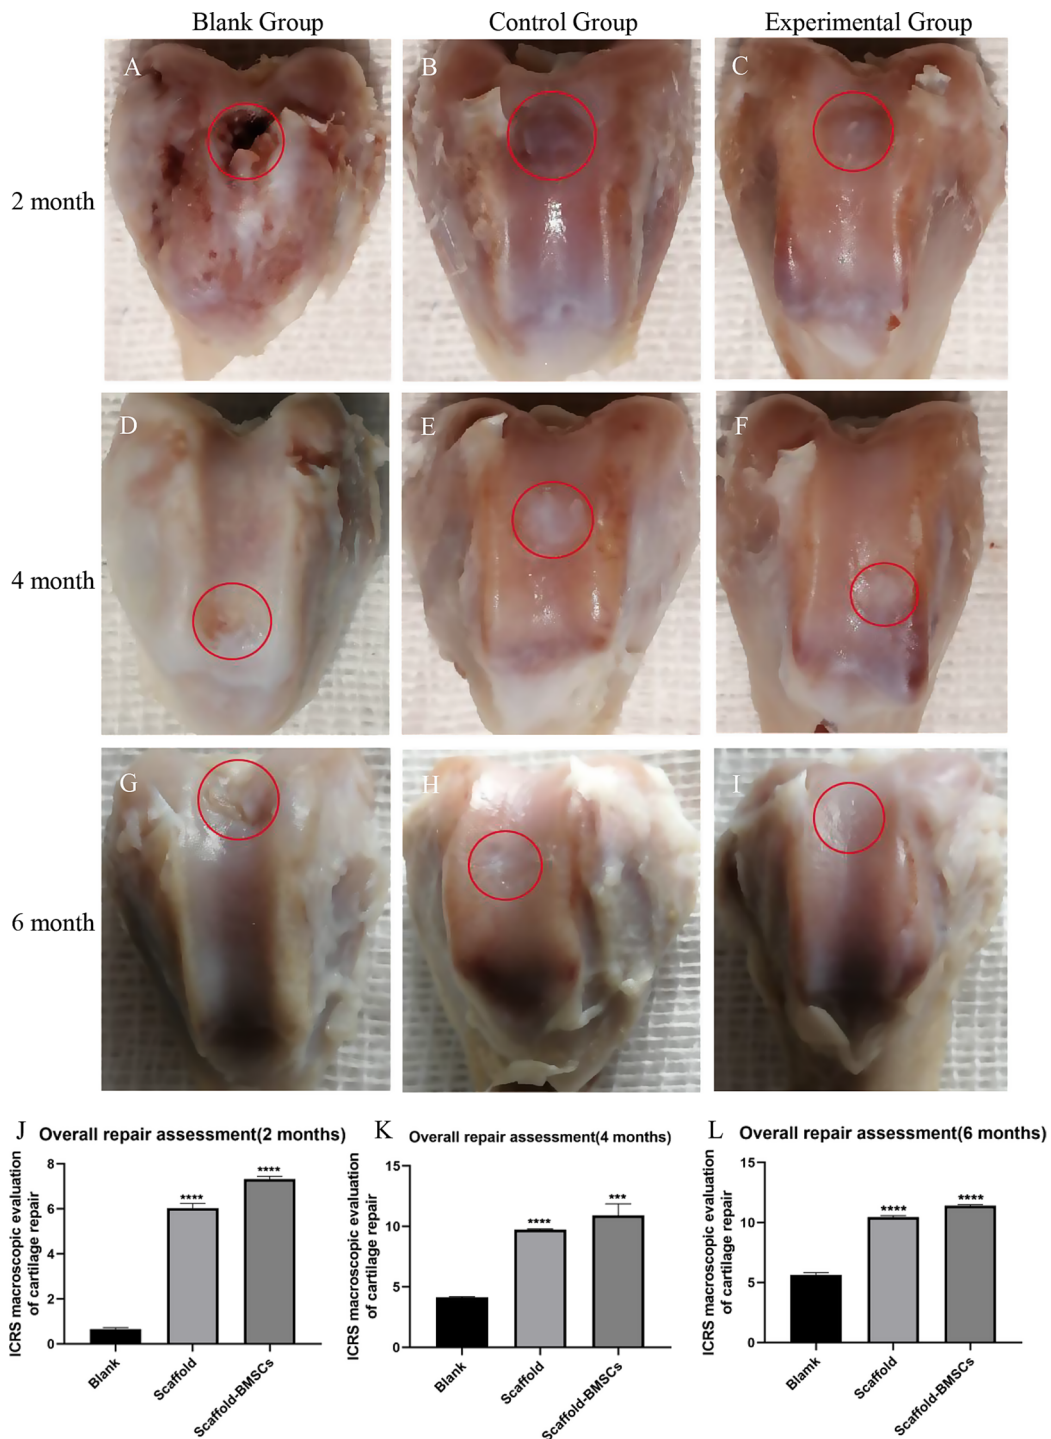 Blank Group
Control Group
Experimental Group
2 month
A
B
C
4 month
D
E
F
6 month
G
H
I
J
Overall repair assessment(2 months)
ICRS macroscopic evaluation
of cartilage repair
8
6
4
2
0
****
****
Blank
Scaffold
Scaffold-BMSCs
K
Overall repair assessment(4 months)
ICRS macroscopic evaluation
of cartilage repair
15
10
5
0
****
***
Blank
Scaffold
Scaffold-BMSCs
L
Overall repair assessment(6 months)
ICRS macroscopic evaluation
of cartilage repair
15
10
5
0
****
****
Blank
Scaffold
Scaffold-BMSCs